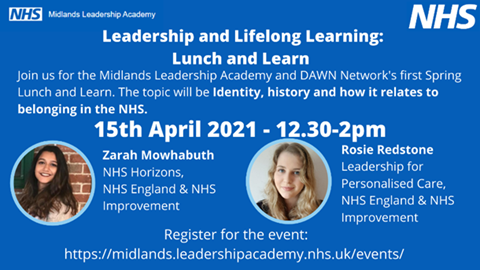 NHS Midlands Leadership Academy
NHS
Leadership and Lifelong Learning:
Lunch and Learn
Join us for the Midlands Leadership Academy and DAWN Network's first Spring
Lunch and Learn. The topic will be Identity, history and how it relates to
belonging in the NHS.
15th April 2021 - 12.30-2pm
Zarah Mowhabuth
NHS Horizons,
NHS England & NHS
Improvement
Rosie Redstone
Leadership for
Personalised Care,
NHS England & NHS
Improvement
Register for the event:
https://midlands.leadershipacademy.nhs.uk/events/